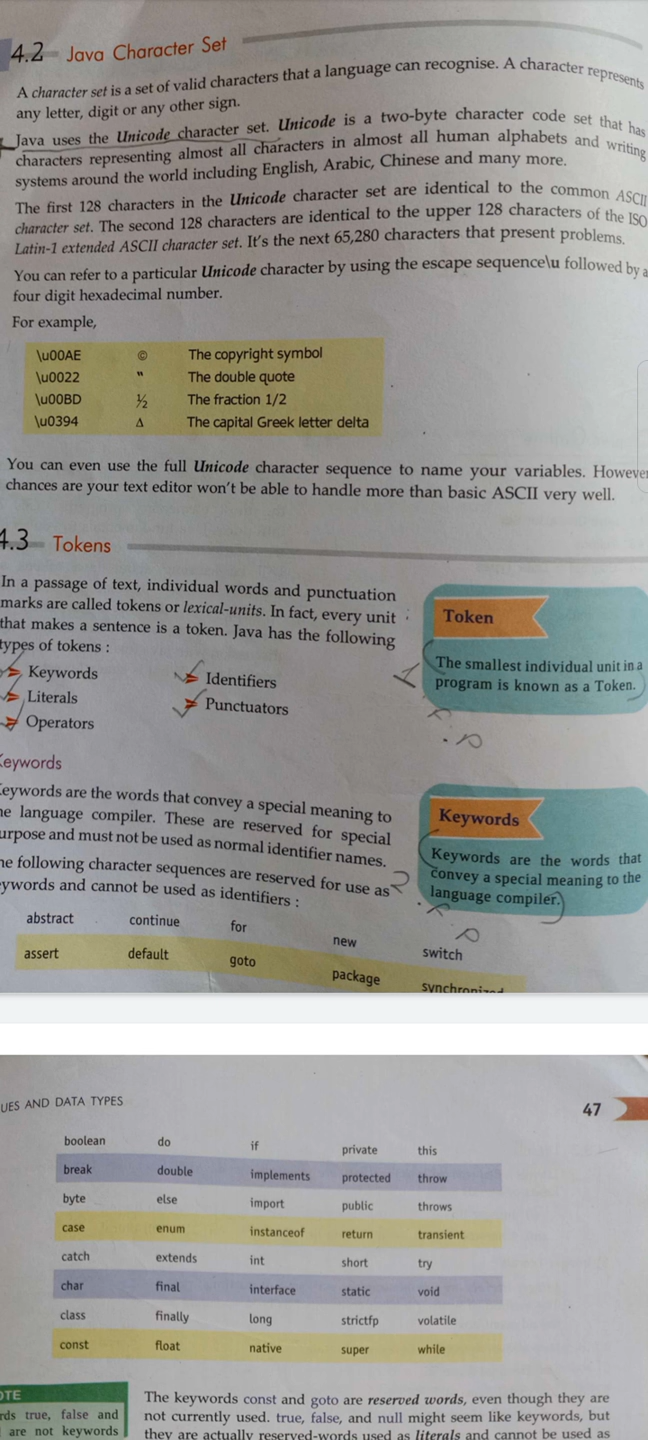 4.2 Java Character Set
A character set is a set of valid characters that a language can recognise. A character represents
any letter, digit or any other sign.
Java uses the Unicode character set. Unicode is a two-byte character code set that has
characters representing almost all characters in almost all human alphabets and writing
systems around the world including English, Arabic, Chinese and many more.
The first 128 characters in the Unicode character set are identical to the common ASCII
character set. The second 128 characters are identical to the upper 128 characters of the ISO
Latin-1 extended ASCII character set. It's the next 65,280 characters that present problems.
You can refer to a particular Unicode character by using the escape sequence\u followed by a
four digit hexadecimal number.
For example,
\u00AE © The copyright symbol
\u0022 " The double quote
\u00BD ½ The fraction 1/2
\u0394 Δ The capital Greek letter delta
You can even use the full Unicode character sequence to name your variables. However
chances are your text editor won't be able to handle more than basic ASCII very well.
4.3 Tokens
In a passage of text, individual words and punctuation
marks are called tokens or lexical-units. In fact, every unit
that makes a sentence is a token. Java has the following
types of tokens :
Keywords Identifiers
Literals Punctuators
Operators
Token
The smallest individual unit in a
program is known as a Token.
Keywords
Keywords are the words that convey a special meaning to
he language compiler. These are reserved for special
urpose and must not be used as normal identifier names.
he following character sequences are reserved for use as
eywords and cannot be used as identifiers :
Keywords
Keywords are the words that
convey a special meaning to the
language compiler.
abstract continue for new switch
assert default goto package synchronized
UES AND DATA TYPES 47
boolean do if private this
break double implements protected throw
byte else import public throws
case enum instanceof return transient
catch extends int short try
char final interface static void
class finally long strictfp volatile
const float native super while
OTE
rds true, false and
are not keywords
The keywords const and goto are reserved words, even though they are
not currently used. true, false, and null might seem like keywords, but
they are actually reserved-words used as literals and cannot be used as